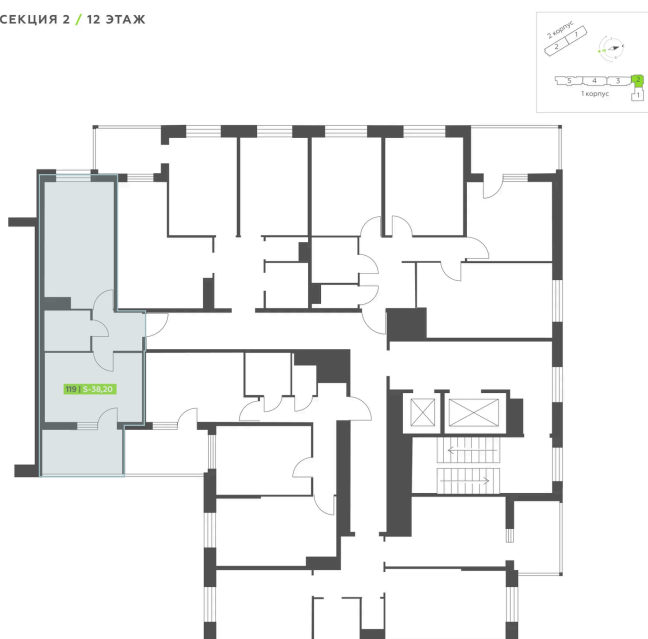 СЕКЦИЯ 2 / 12 ЭТАЖ
2 корпус
2 1
5 4 3 2
1 корпус
1
119 | S-38,20